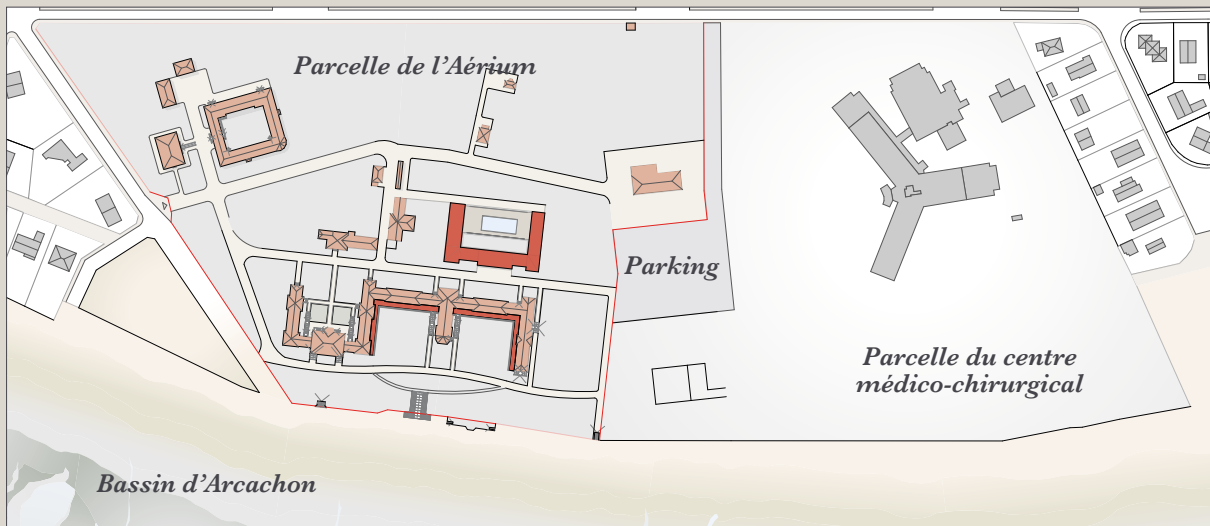 Parcelle de l’Aérium
Parking
Parcelle du centre
médico-chirurgical
Bassin d’Arcachon